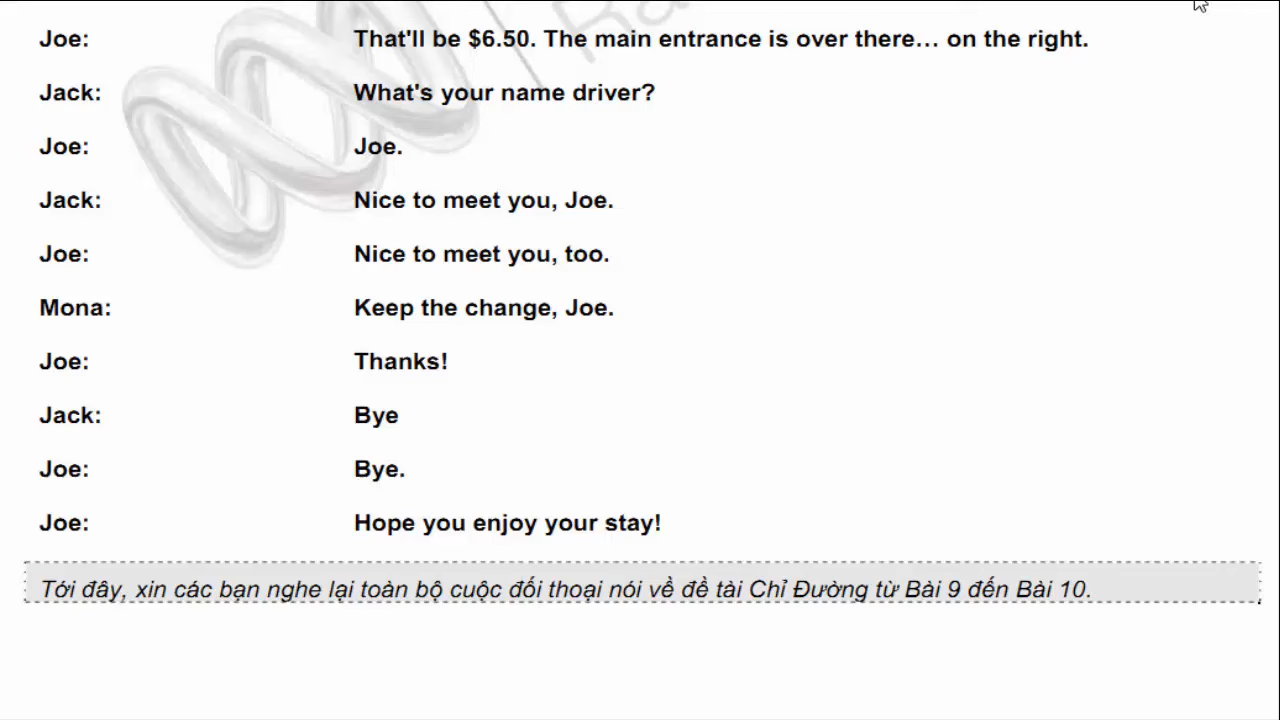 Joe: That'll be $6.50. The main entrance is over there... on the right.
Jack: What's your name driver?
Joe: Joe.
Jack: Nice to meet you, Joe.
Joe: Nice to meet you, too.
Mona: Keep the change, Joe.
Joe: Thanks!
Jack: Bye
Joe: Bye.
Joe: Hope you enjoy your stay!
Tới đây, xin các bạn nghe lại toàn bộ cuộc đối thoại nói về đề tài Chỉ Đường từ Bài 9 đến Bài 10.